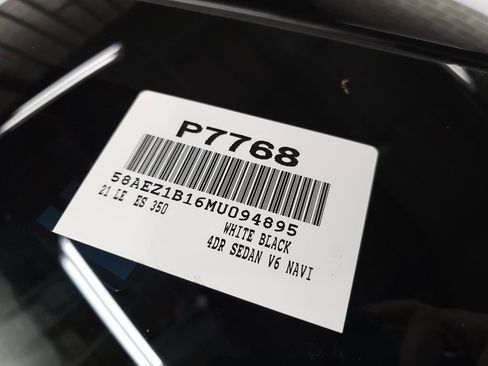 P7768
58AEZ1B16MU094895
21 LE ES 350
WHITE BLACK
4DR SEDAN V6 NAVI